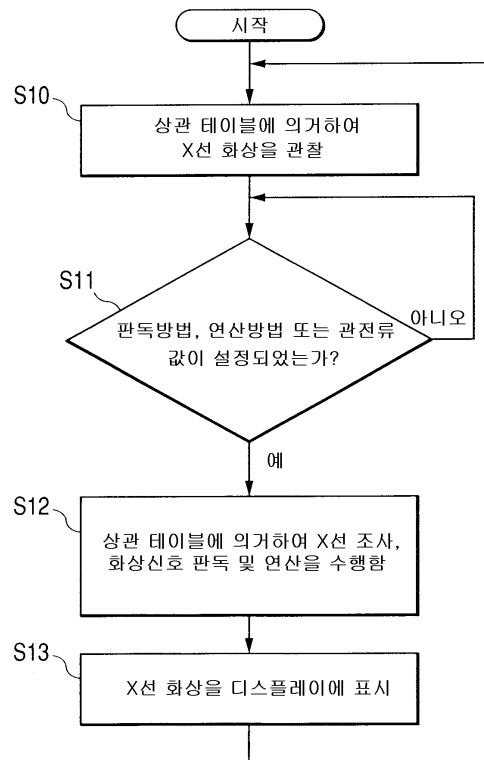 시작
S10
상관 테이블에 의거하여
X선 화상을 관찰
S11
판독방법, 연산방법 또는 관전류
값이 설정되었는가?
아니오
예
S12
상관 테이블에 의거하여 X선 조사,
화상신호 판독 및 연산을 수행함
S13
X선 화상을 디스플레이에 표시